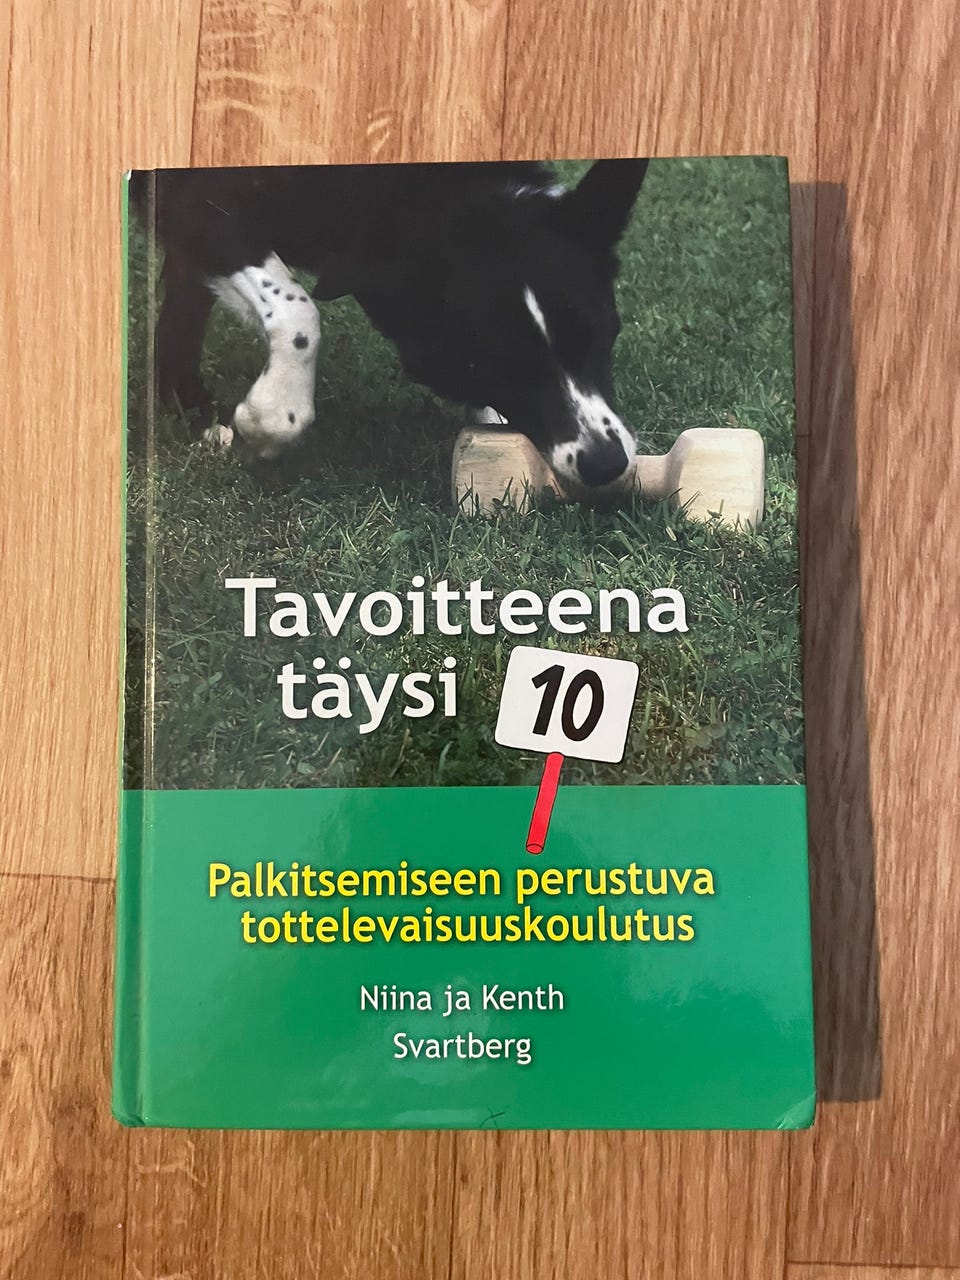 Tavoitteena
täysi 10
Palkitsemiseen perustuva
tottelevaisuuskoulutus
Niina ja Kenth
Svartberg